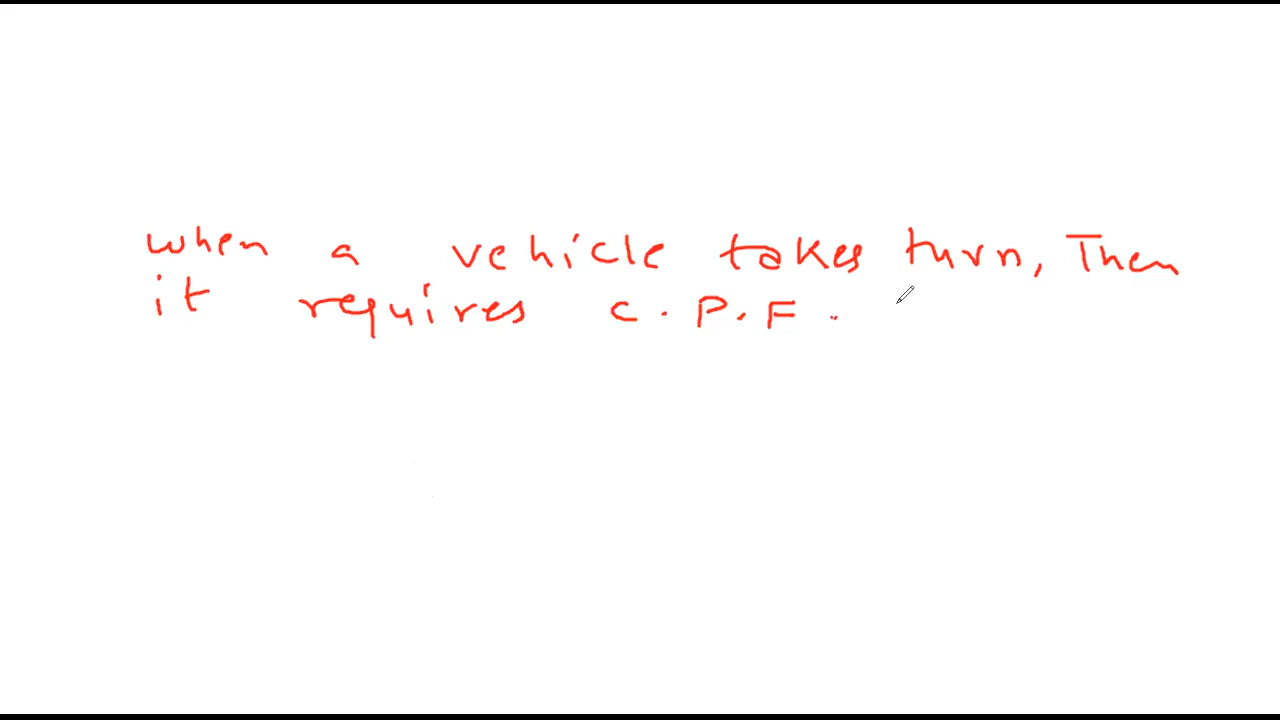 when a vehicle takes turn, Then
it requires C.P.F.